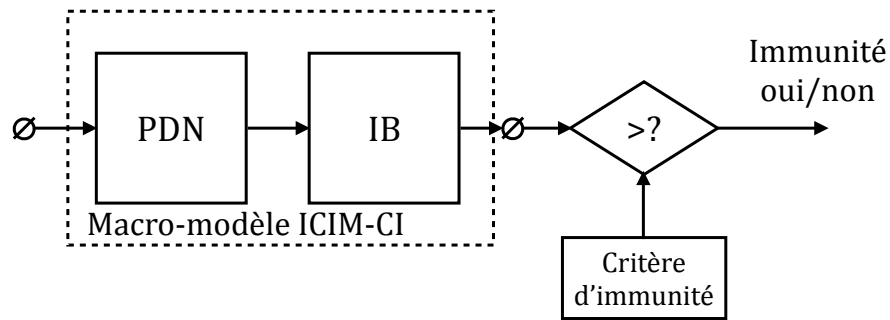 PDN
IB
Macro-modèle ICIM-CI
>?
Immunité
oui/non
Critère
d'immunité